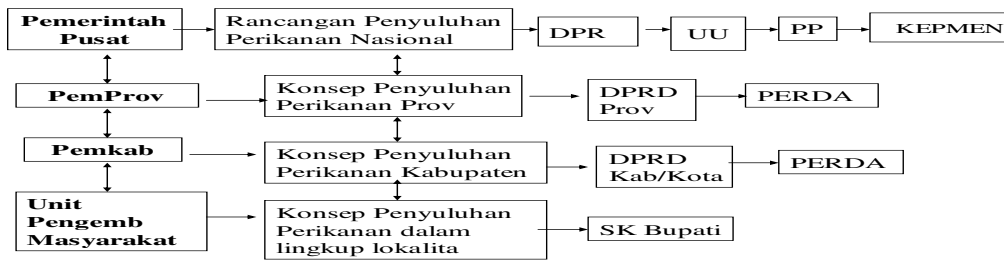 Pemerintah
Pusat
Rancangan Penyuluhan
Perikanan Nasional
DPR
UU
PP
KEPMEN
PemProv
Konsep Penyuluhan
Perikanan Prov
DPRD
Prov
PERDA
Pemkab
Konsep Penyuluhan
Perikanan Kabupaten
DPRD
Kab/Kota
PERDA
Unit
Pengemb
Masyarakat
Konsep Penyuluhan
Perikanan dalam
lingkup lokalita
SK Bupati